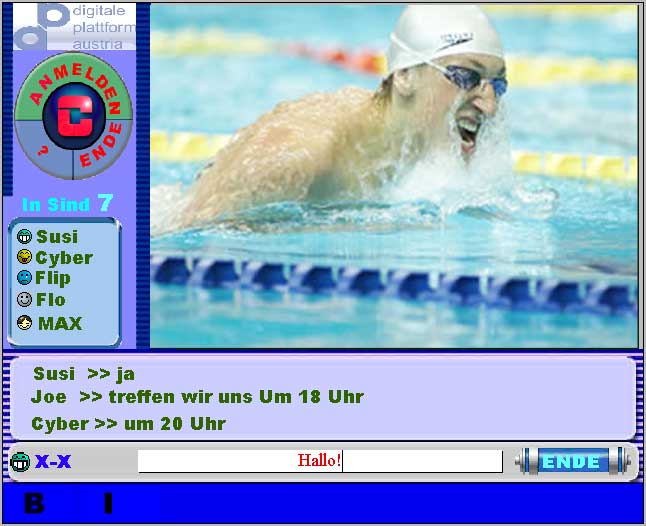 digitale
plattform
austria
ANMELDEN
C
?
ENDE
In Sind 7
Susi
Cyber
Flip
Flo
MAX
Susi >> ja
Joe >> treffen wir uns Um 18 Uhr
Cyber >> um 20 Uhr
X-X
Hallo!
ENDE
B I